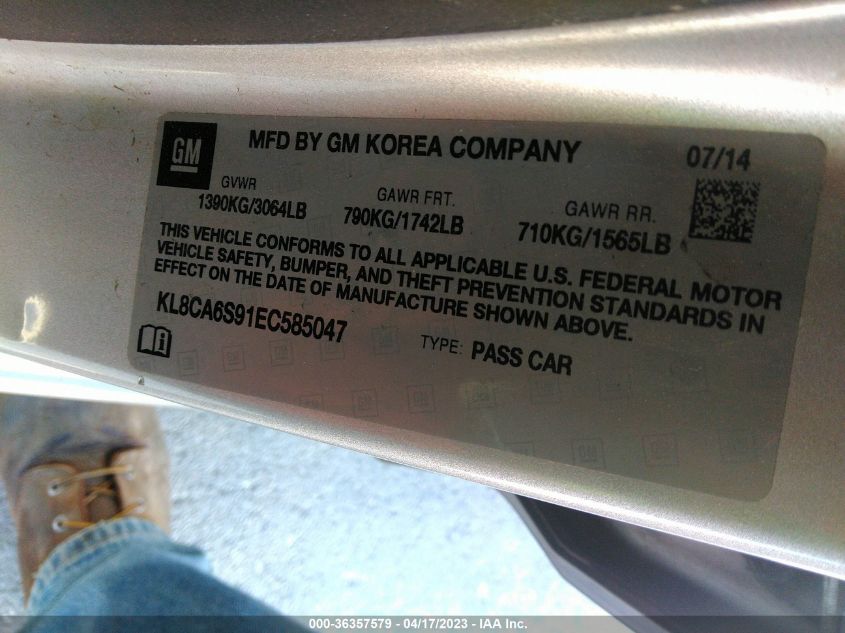 GM
MFD BY GM KOREA COMPANY
07/14
GVWR
1390KG/3064LB
GAWR FRT.
790KG/1742LB
GAWR RR.
710KG/1565LB
THIS VEHICLE CONFORMS TO ALL APPLICABLE U.S. FEDERAL MOTOR
VEHICLE SAFETY, BUMPER, AND THEFT PREVENTION STANDARDS IN
EFFECT ON THE DATE OF MANUFACTURE SHOWN ABOVE.
KL8CA6S91EC585047
TYPE: PASS CAR
000-36357579 - 04/17/2023 - IAA Inc.